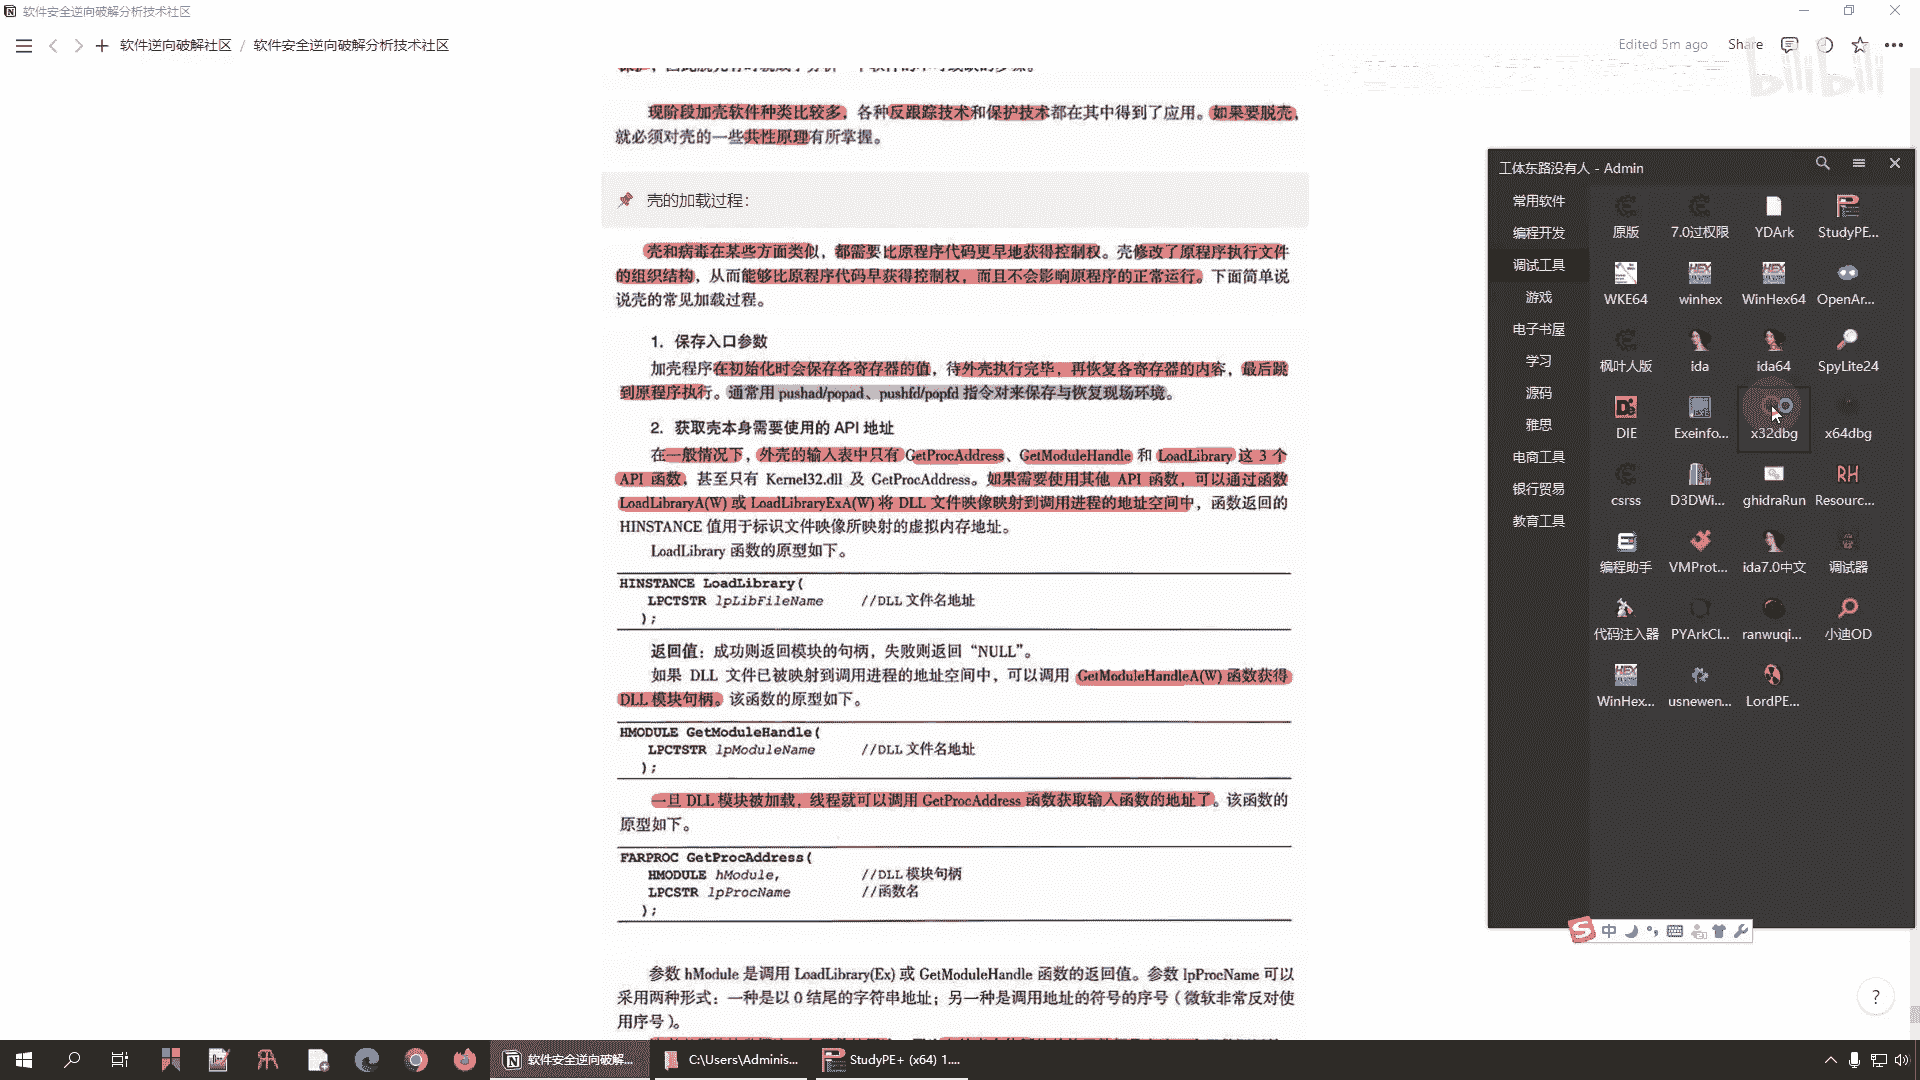 软件安全逆向破解分析技术社区
软件逆向破解社区 / 软件安全逆向破解分析技术社区
Edited 5m ago Share
bilibili
现阶段加壳软件种类比较多，各种反跟踪技术和保护技术都在其中得到了应用。如果要脱壳，
就必须对壳的一些共性原理有所掌握。
壳的加载过程：
壳和病毒在某些方面类似，都需要比原程序代码更早地获得控制权。壳修改了原程序执行文件
的组织结构，从而能够比原程序代码早获得控制权，而且不会影响原程序的正常运行。下面简单说
说壳的常见加载过程。
1. 保存入口参数
加壳程序在初始化时会保存各寄存器的值，待外壳执行完毕，再恢复各寄存器的内容，最后跳
到原程序执行。通常用 pushad/popad、pushfd/popfd 指令对来保存与恢复现场环境。
2. 获取壳本身需要使用的 API 地址
在一般情况下，外壳的输入表中只有 GetProcAddress、GetModuleHandle 和 LoadLibrary 这 3 个
API 函数，甚至只有 Kernel32.dll 及 GetProcAddress。如果需要使用其他 API 函数，可以通过函数
LoadLibraryA(W) 或 LoadLibraryExA(W) 将 DLL 文件映像映射到调用进程的地址空间中，函数返回的
HINSTANCE 值用于标识文件映像所映射的虚拟内存地址。
LoadLibrary 函数的原型如下。
HINSTANCE LoadLibrary(
LPCTSTR lpLibFileName //DLL 文件名地址
);
返回值：成功则返回模块的句柄，失败则返回“NULL”。
如果 DLL 文件已被映射到调用进程的地址空间中，可以调用 GetModuleHandleA(W) 函数获得
DLL 模块句柄。该函数的原型如下。
HMODULE GetModuleHandle(
LPCTSTR lpModuleName //DLL 文件名地址
);
一旦 DLL 模块被加载，线程就可以调用 GetProcAddress 函数获取输入函数的地址了。该函数的
原型如下。
FARPROC GetProcAddress(
HMODULE hModule, //DLL 模块句柄
LPCSTR lpProcName //函数名
);
参数 hModule 是调用 LoadLibrary(Ex) 或 GetModuleHandle 函数的返回值。参数 lpProcName 可以
采用两种形式：一种是以 0 结尾的字符串地址；另一种是调用地址的符号的序号（微软非常反对使
用序号）。
工体东路没有人 - Admin
常用软件
编程开发
调试工具
游戏
电子书屋
学习
源码
雅思
电商工具
银行贸易
教育工具
原版 7.0过权限 YDArk StudyPE...
WKE64 winhex WinHex64 OpenAr...
枫叶人版 ida ida64 SpyLite24
DIE Exeinfo... x32dbg x64dbg
csrss D3DWi... ghidraRun Resourc...
编程助手 VMProt... ida7.0中文 调试器
代码注入器 PYArkCl... ranwuqi... 小迪OD
WinHex... usnewen... LordPE...
中
?
软件安全逆向破解... C:\Users\Adminis... StudyPE+ (x64) 1....